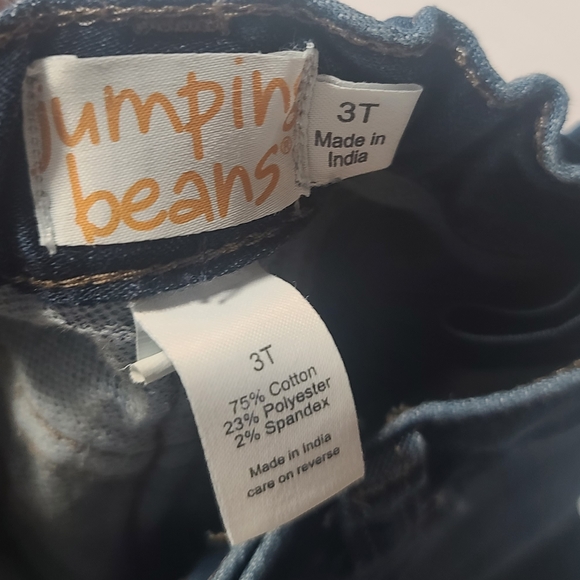 jumping
beans®
3T
Made in
India
3T
75% Cotton
23% Polyester
2% Spandex
Made in India
care on reverse